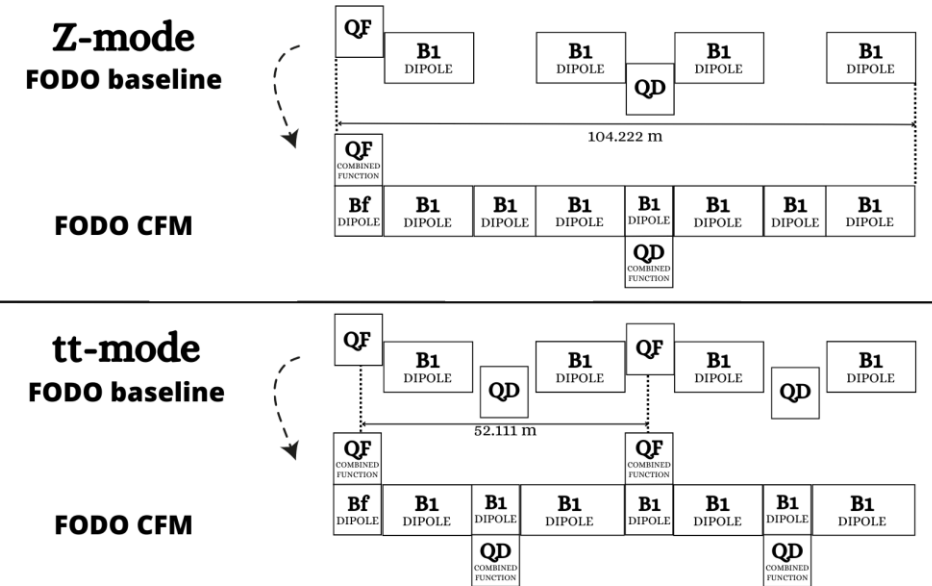 Z-mode
FODO baseline
QF
B1
DIPOLE
B1
DIPOLE
QD
B1
DIPOLE
B1
DIPOLE
104.222 m
FODO CFM
QF
COMBINED
FUNCTION
Bf
DIPOLE
B1
DIPOLE
B1
DIPOLE
B1
DIPOLE
B1
DIPOLE
QD
COMBINED
FUNCTION
B1
DIPOLE
B1
DIPOLE
B1
DIPOLE
tt-mode
FODO baseline
QF
B1
DIPOLE
QD
B1
DIPOLE
QF
B1
DIPOLE
QD
B1
DIPOLE
52.111 m
FODO CFM
QF
COMBINED
FUNCTION
Bf
DIPOLE
B1
DIPOLE
B1
DIPOLE
QD
COMBINED
FUNCTION
B1
DIPOLE
QF
COMBINED
FUNCTION
B1
DIPOLE
B1
DIPOLE
B1
DIPOLE
QD
COMBINED
FUNCTION
B1
DIPOLE